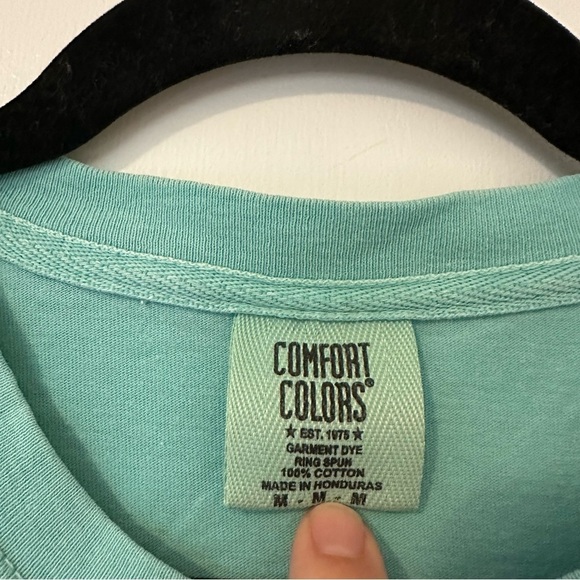 COMFORT
COLORS®
★ EST. 1975 ★
GARMENT DYE
RING SPUN
100% COTTON
MADE IN HONDURAS
M - M - M